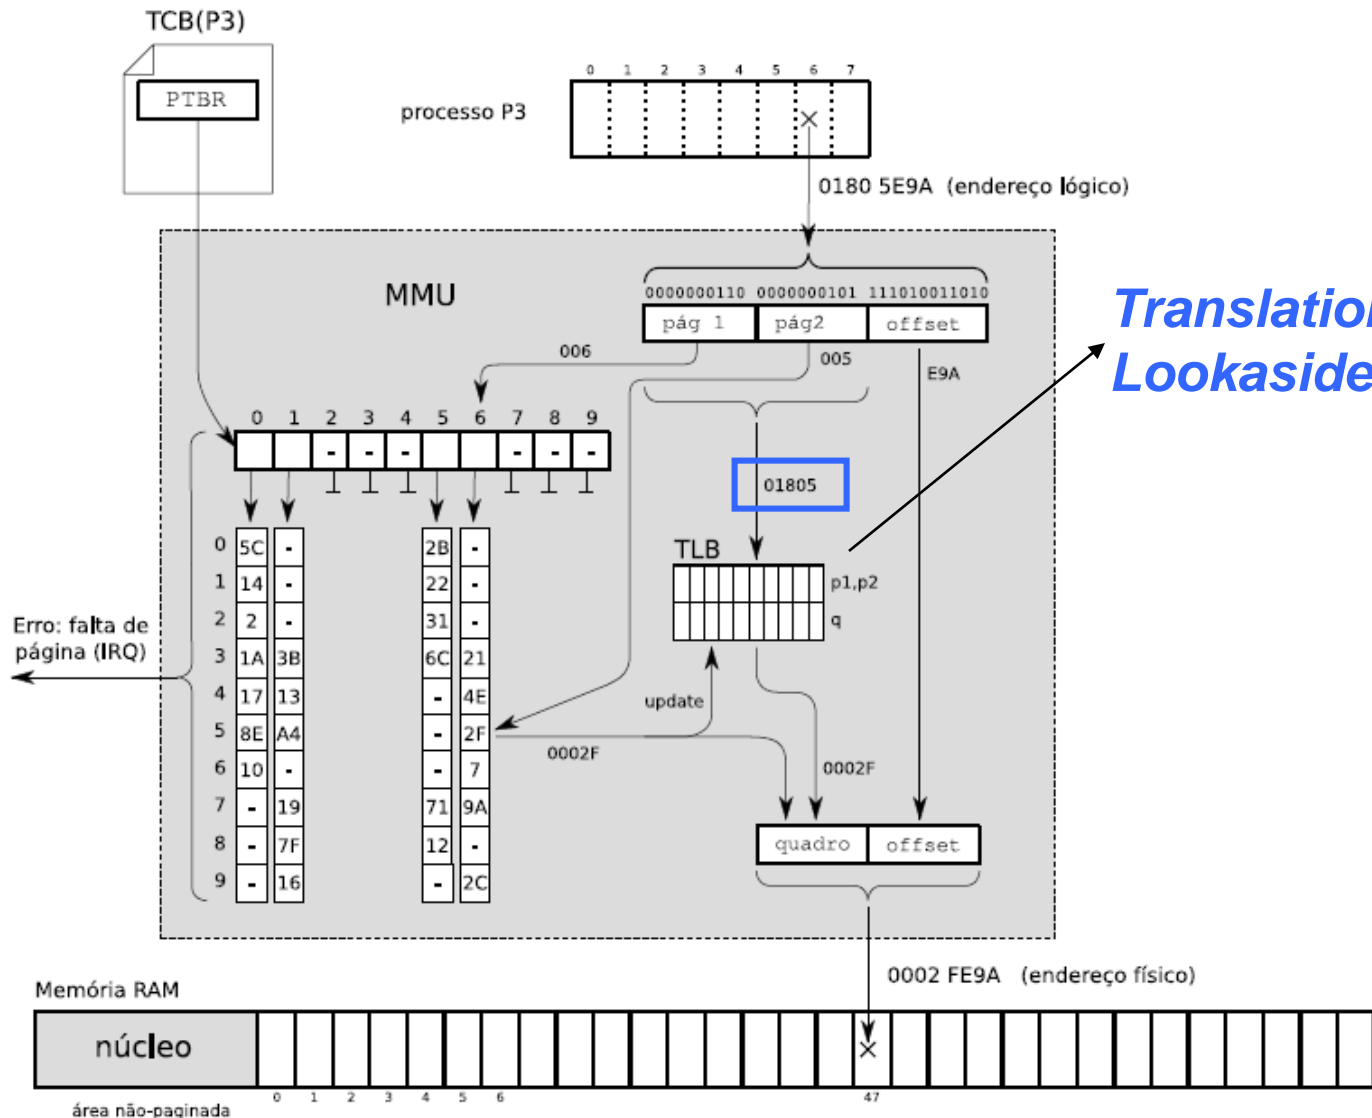 TCB(P3)
PTBR
processo P3
0 1 2 3 4 5 6 7
×
0180 5E9A (endereço lógico)
MMU
0000000110 0000000101 111010011010
pág 1 pág2 offset
006
005
E9A
Translation
Lookaside
0 1 2 3 4 5 6 7 8 9
- - - - - -
01805
TLB
p1,p2
q
0 5C - 2B -
1 14 - 22 -
2 2 - 31 -
3 1A 3B 6C 21
4 17 13 - 4E
5 8E A4 - 2F
6 10 - - 7
7 - 19 71 9A
8 - 7F 12 -
9 - 16 - 2C
Erro: falta de
página (IRQ)
update
0002F
0002F
quadro offset
0002 FE9A (endereço físico)
Memória RAM
núcleo
×
0 1 2 3 4 5 6 47
área não-paginada